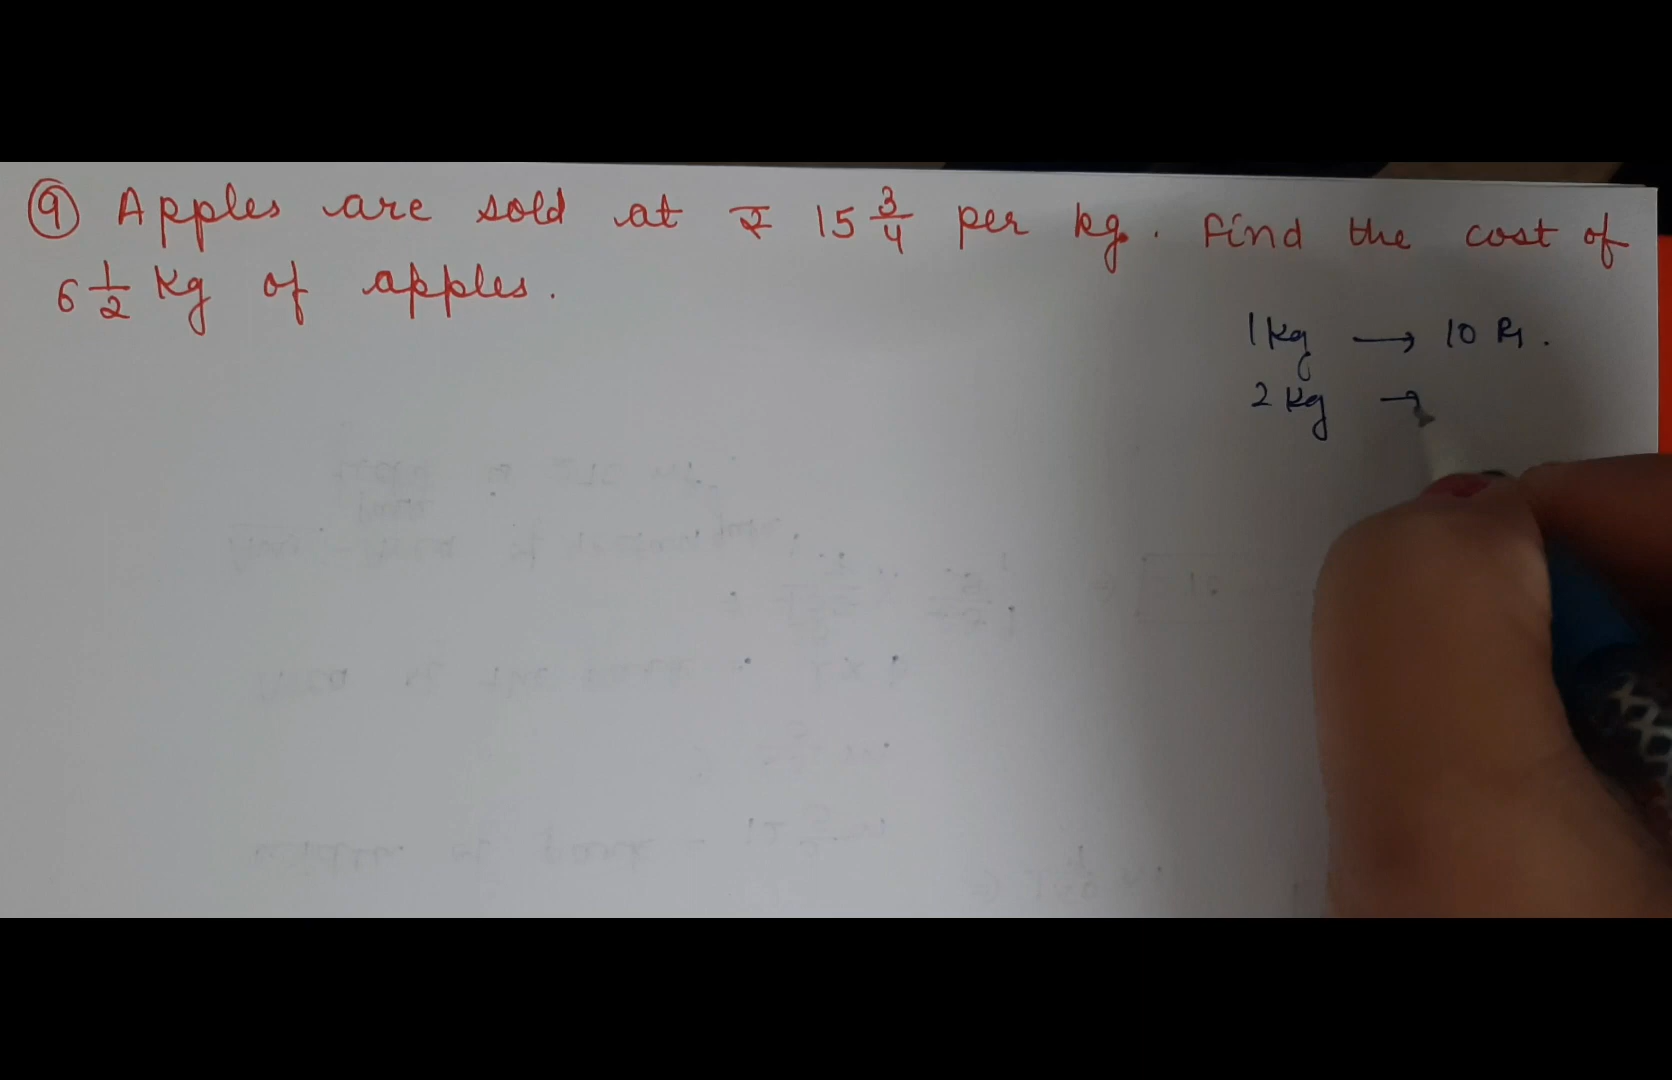 9 Apples are sold at ₹ 15 3/4 per kg. Find the cost of
6 1/2 kg of apples.
1 kg → 10 Rs.
2 kg →